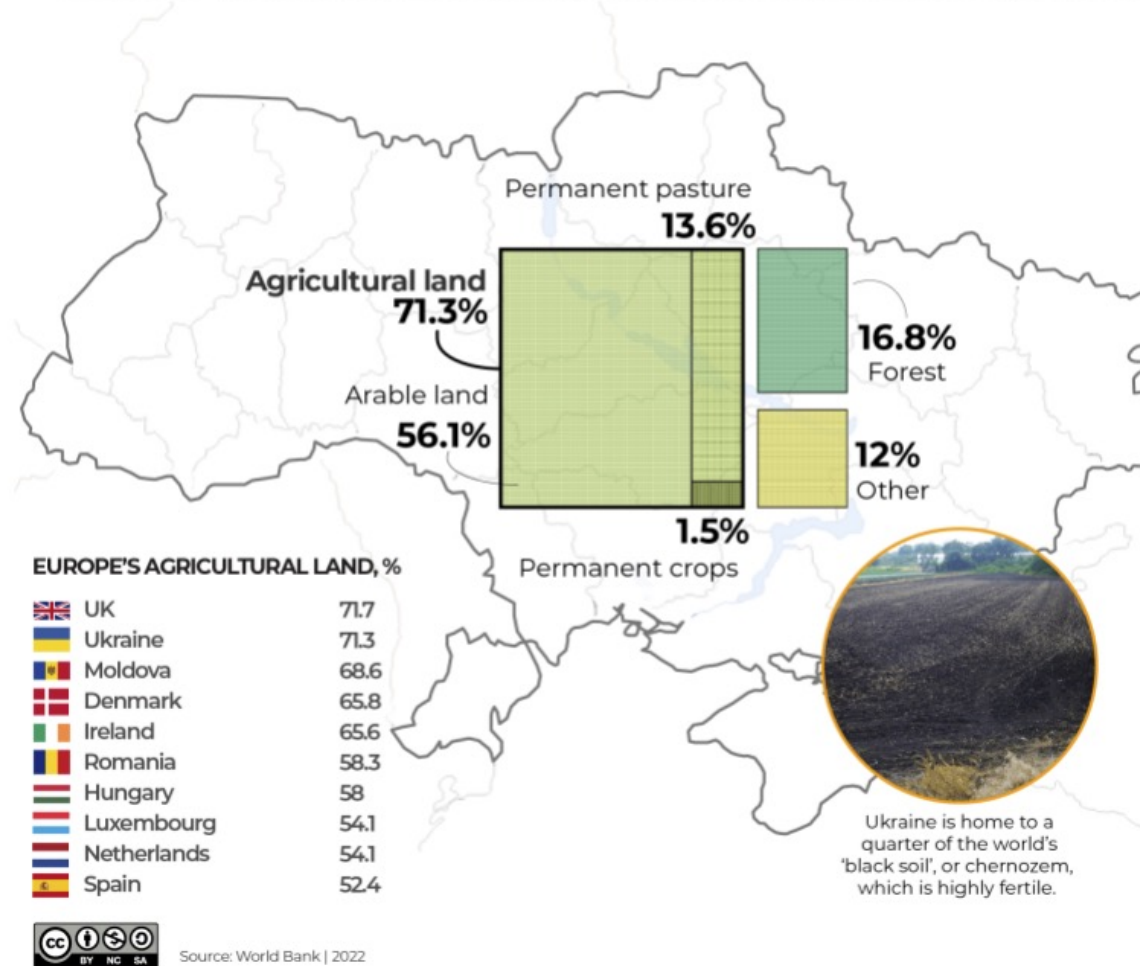 Permanent pasture
13.6%
Agricultural land
71.3%
Arable land
56.1%
16.8%
Forest
12%
Other
1.5%
Permanent crops
EUROPE'S AGRICULTURAL LAND, %
UK 71.7
Ukraine 71.3
Moldova 68.6
Denmark 65.8
Ireland 65.6
Romania 58.3
Hungary 58
Luxembourg 54.1
Netherlands 54.1
Spain 52.4
Ukraine is home to a
quarter of the world's
'black soil', or chernozem,
which is highly fertile.
cc BY NC SA
Source: World Bank | 2022